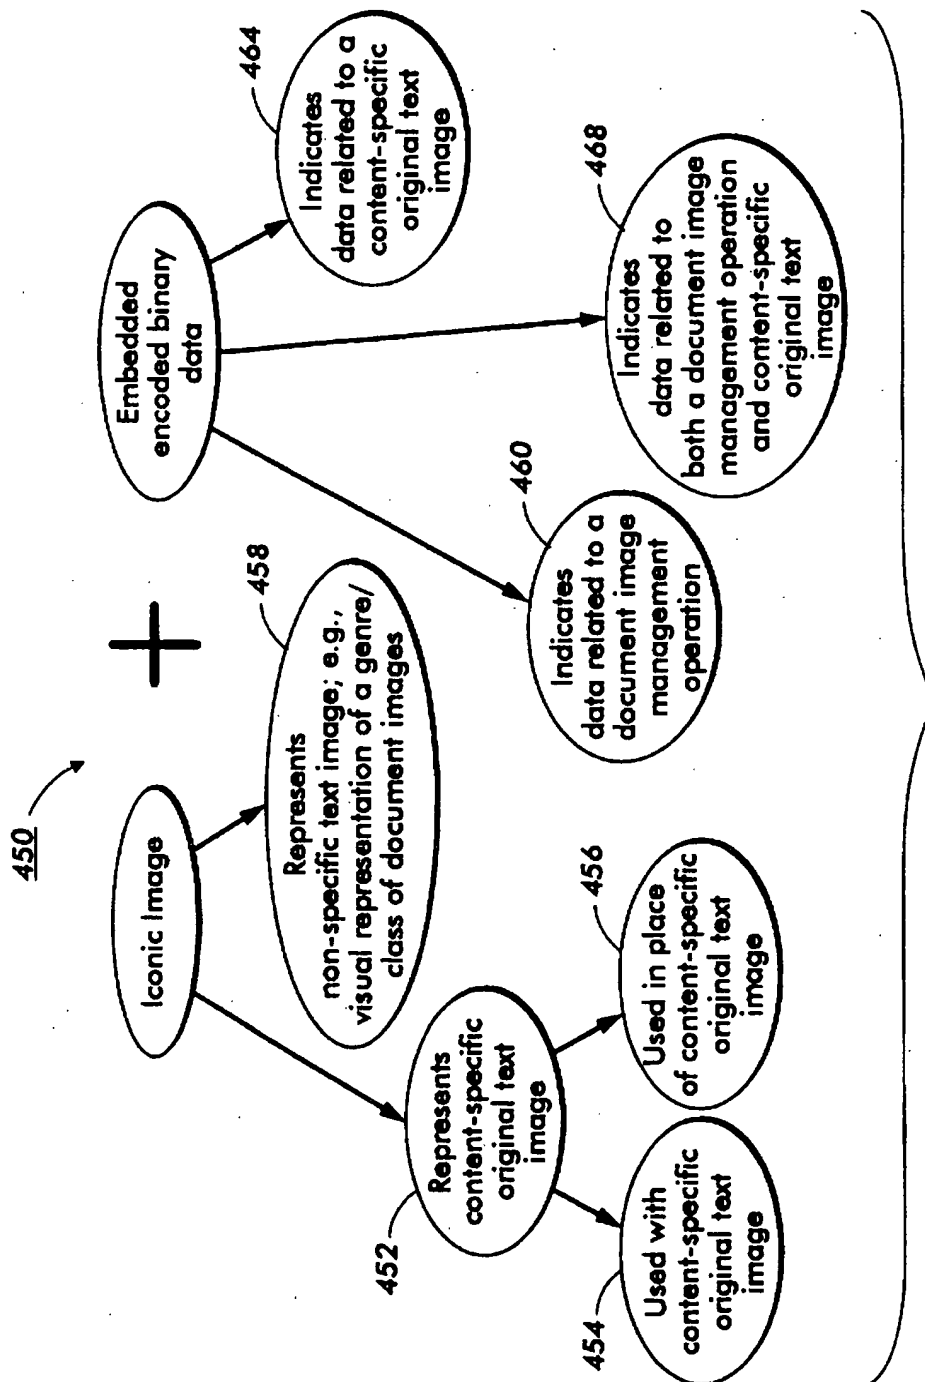 450
Iconic Image
+
Embedded
encoded binary
data
458
Represents
non-specific text image; e.g.,
visual representation of a genre/
class of document images
464
Indicates
data related to a
content-specific
original text
image
452
Represents
content-specific
original text
image
460
Indicates
data related to a
document image
management
operation
468
Indicates
data related to
both a document image
management operation
and content-specific
original text
image
454
Used with
content-specific
original text
image
456
Used in place
of content-specific
original text
image